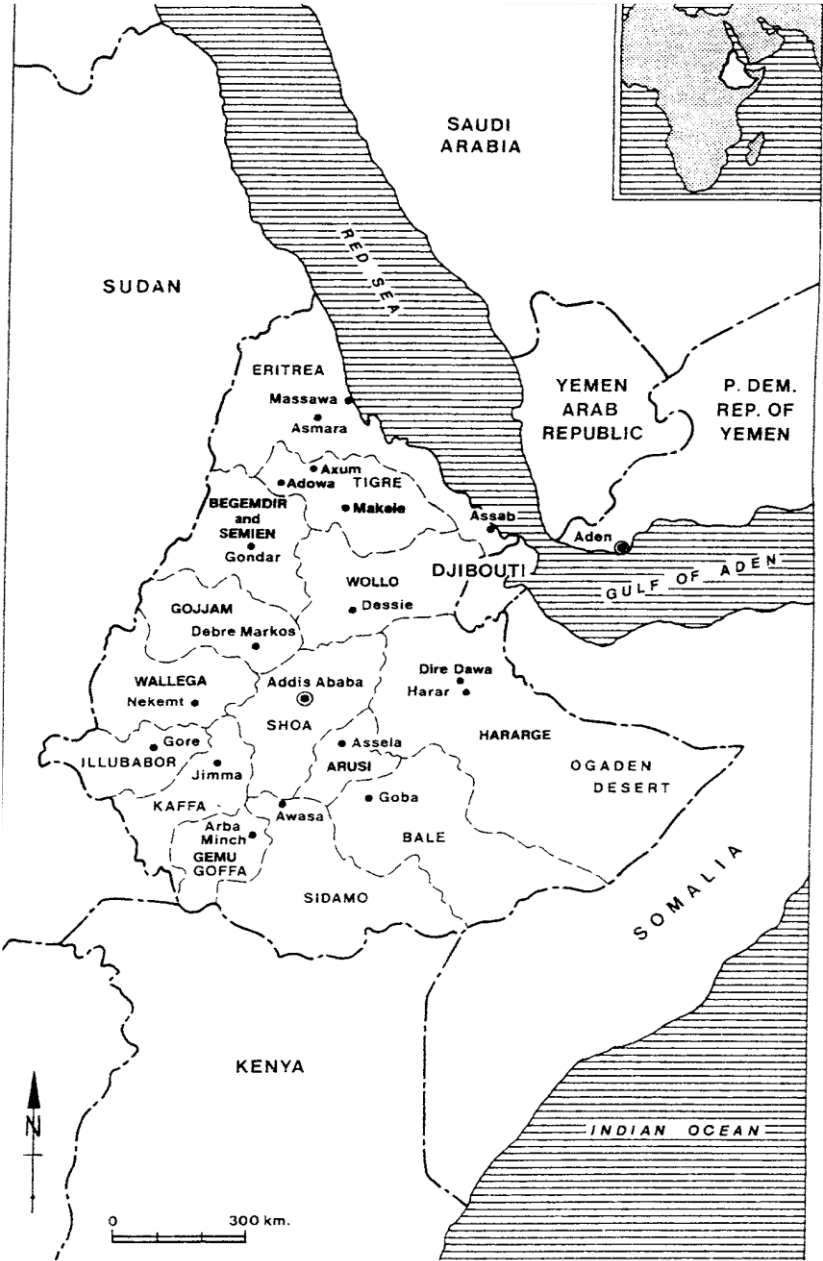 SAUDI
ARABIA
RED SEA
SUDAN
ERITREA
Massawa
Asmara
YEMEN
ARAB
REPUBLIC
P. DEM.
REP. OF
YEMEN
Axum
Adowa
TIGRE
BEGEMDIR
and
SEMIEN
Makele
Gondar
Assab
Aden
DJIBOUTI
GULF OF ADEN
WOLLO
GOJJAM
Dessie
Debre Markos
WALLEGA
Addis Ababa
Dire Dawa
Nekemt
Harar
SHOA
HARARGE
Gore
Assela
ILLUBABOR
Jimma
ARUSI
OGADEN
DESERT
KAFFA
Awasa
Goba
Arba
Minch
BALE
GEMU
GOFFA
SIDAMO
SOMALIA
KENYA
N
INDIAN OCEAN
0 300 km.